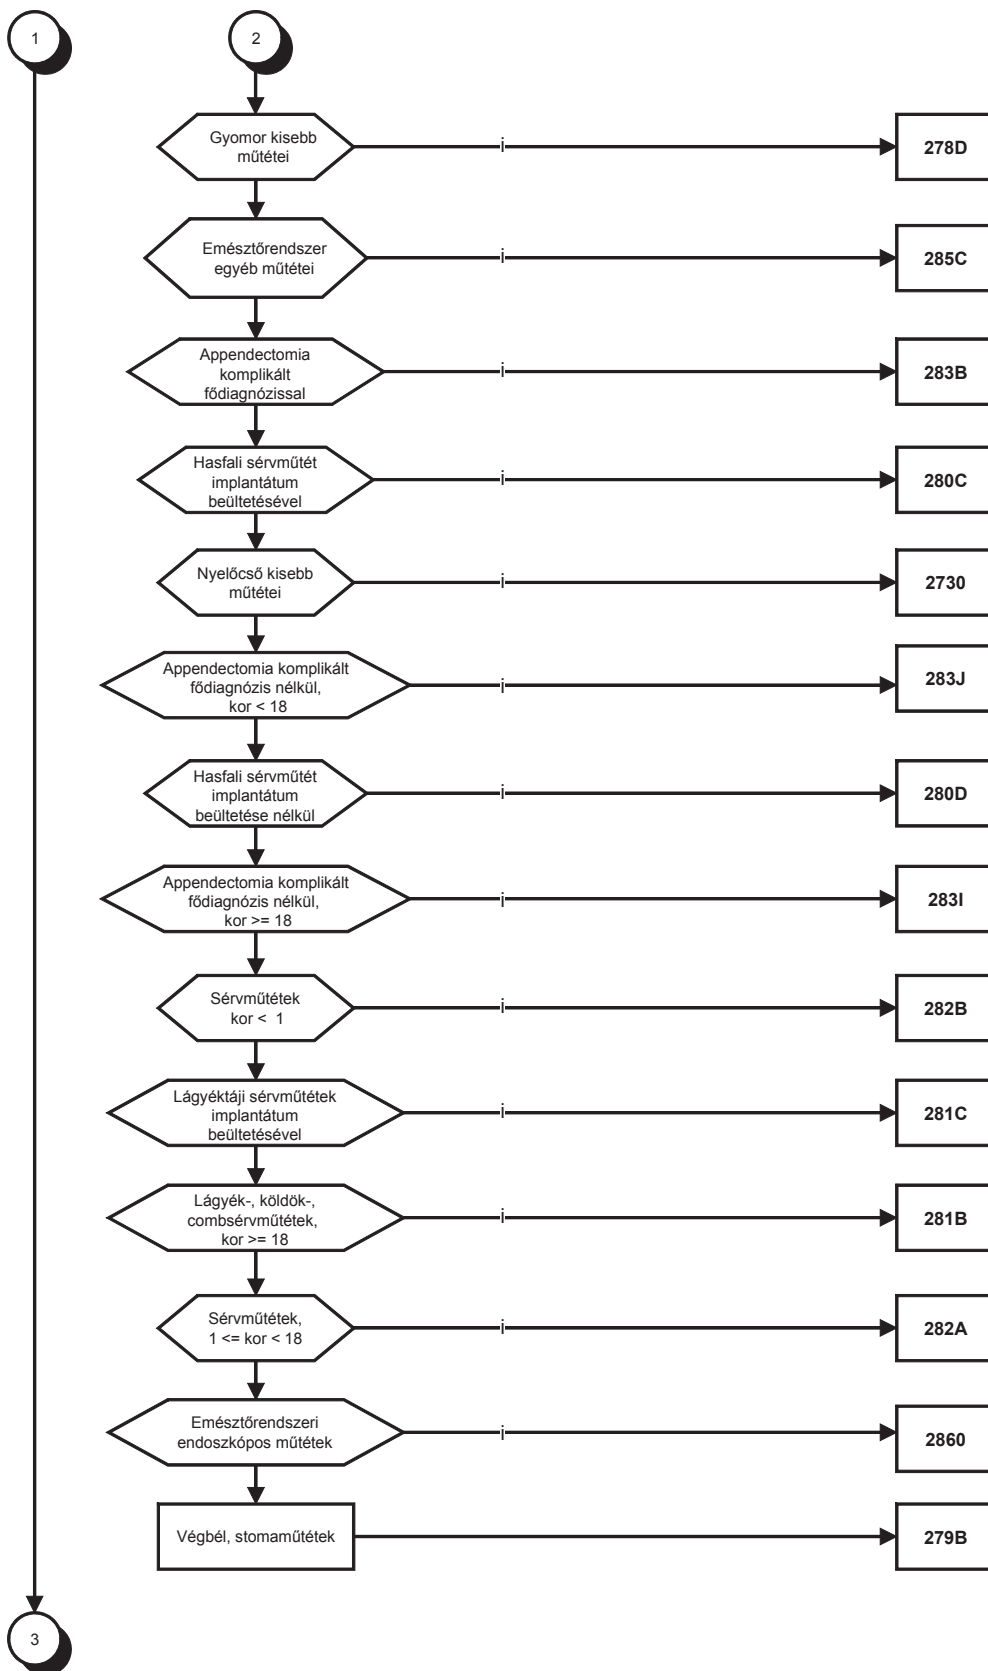 1
2
Gyomor kisebb
műtétei
i
278D
Emésztőrendszer
egyéb műtétei
i
285C
Appendectomia
komplikált
fődiagnózissal
i
283B
Hasfali sérvműtét
implantátum
beültetésével
i
280C
Nyelőcső kisebb
műtétei
i
2730
Appendectomia komplikált
fődiagnózis nélkül,
kor < 18
i
283J
Hasfali sérvműtét
implantátum
beültetése nélkül
i
280D
Appendectomia komplikált
fődiagnózis nélkül,
kor >= 18
i
283I
Sérvműtétek
kor < 1
i
282B
Lágyéktáji sérvműtétek
implantátum
beültetésével
i
281C
Lágyék-, köldök-,
combsérvműtétek,
kor >= 18
i
281B
Sérvműtétek,
1 <= kor < 18
i
282A
Emésztőrendszeri
endoszkópos műtétek
i
2860
Végbél, stomaműtétek
279B
3